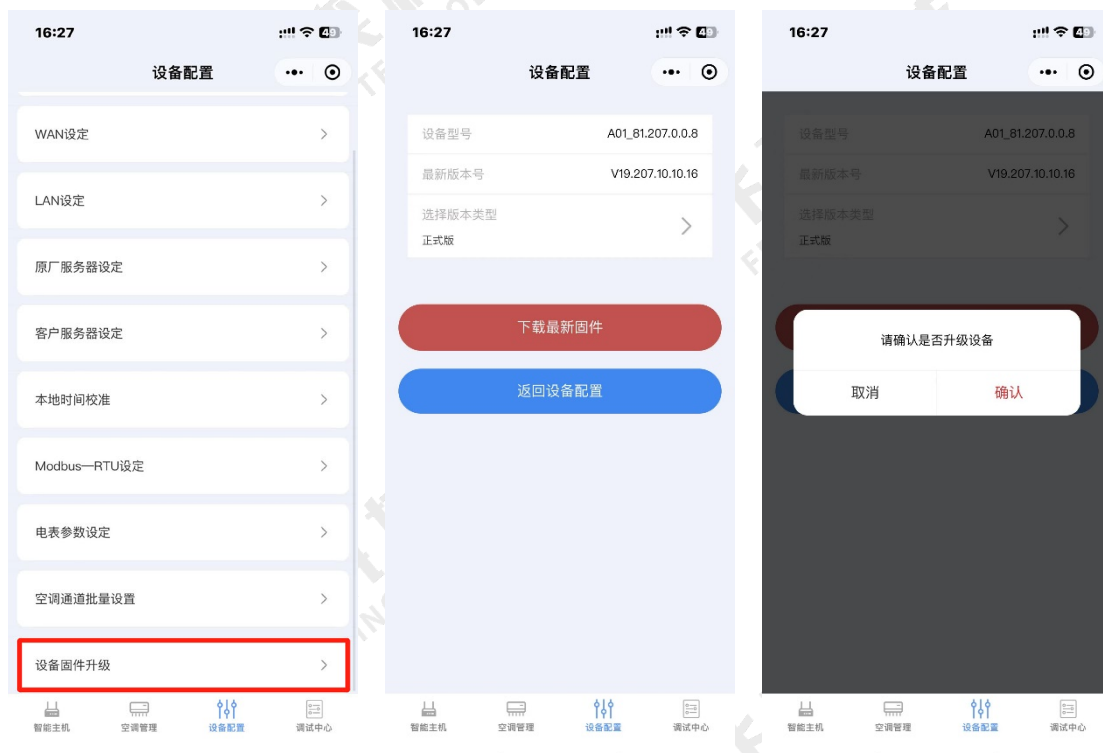 16:27
49
设备配置
WAN设定
LAN设定
原厂服务器设定
客户服务器设定
本地时间校准
Modbus—RTU设定
电表参数设定
空调通道批量设置
设备固件升级
智能主机
空调管理
设备配置
调试中心
16:27
49
设备配置
设备型号 A01_81.207.0.0.8
最新版本号 V19.207.10.10.16
选择版本类型
正式版
下载最新固件
返回设备配置
智能主机
空调管理
设备配置
调试中心
16:27
49
设备配置
设备型号 A01_81.207.0.0.8
最新版本号 V19.207.10.10.16
选择版本类型
正式版
请确认是否升级设备
取消 确认
智能主机
空调管理
设备配置
调试中心